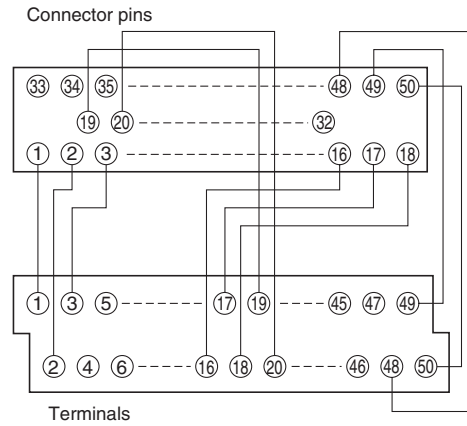 Connector pins
33 34 35 48 49 50
19 20 32
1 2 3 16 17 18
1 3 5 17 19 45 47 49
2 4 6 16 18 20 46 48 50
Terminals